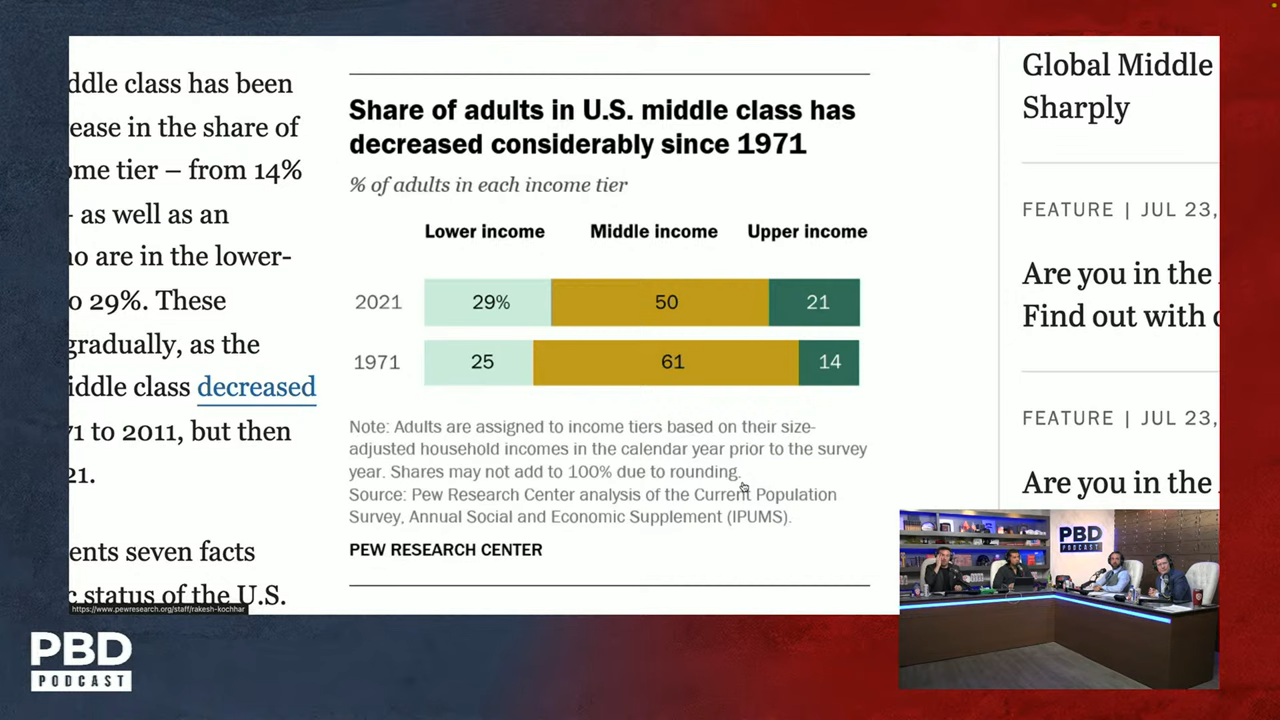 ddle class has been
ease in the share of
ome tier – from 14%
- as well as an
o are in the lower-
o 29%. These
gradually, as the
iddle class decreased
71 to 2011, but then
21.
ents seven facts
c status of the U.S.
https://www.pewresearch.org/staff/rakesh-kochhar
Share of adults in U.S. middle class has
decreased considerably since 1971
% of adults in each income tier
Lower income Middle income Upper income
2021 29% 50 21
1971 25 61 14
Note: Adults are assigned to income tiers based on their size-
adjusted household incomes in the calendar year prior to the survey
year. Shares may not add to 100% due to rounding.
Source: Pew Research Center analysis of the Current Population
Survey, Annual Social and Economic Supplement (IPUMS).
PEW RESEARCH CENTER
Global Middle
Sharply
FEATURE | JUL 23,
Are you in the
Find out with
FEATURE | JUL 23,
Are you in the
PBD
PODCAST
PBD
PODCAST